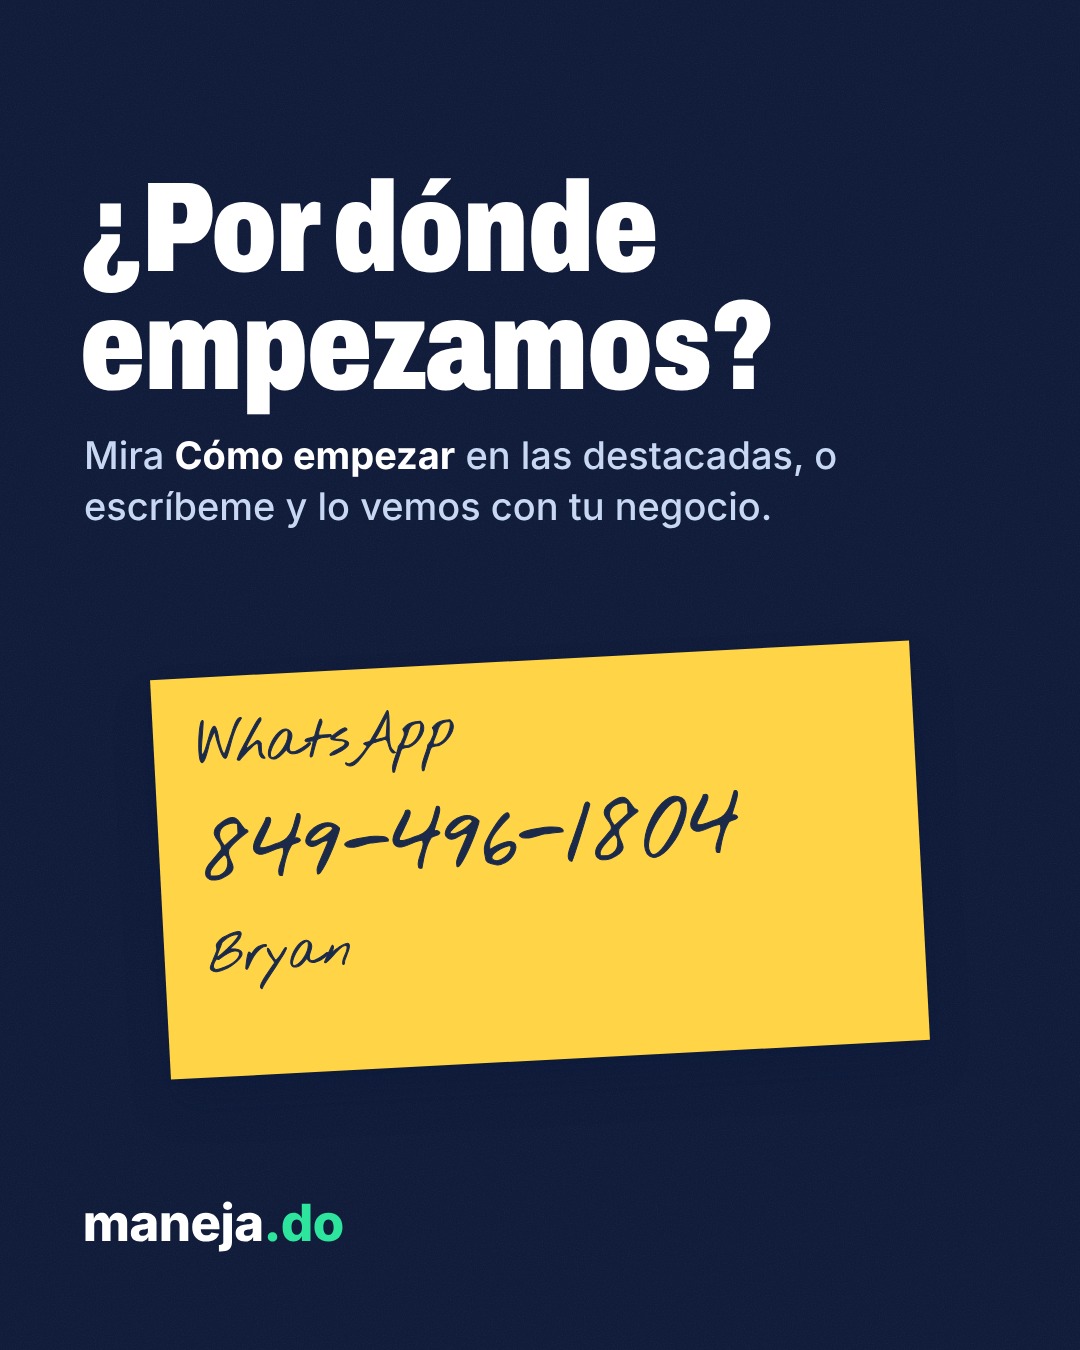 ¿Por dónde
empezamos?
Mira Cómo empezar en las destacadas, o
escríbeme y lo vemos con tu negocio.
WhatsApp
849-496-1804
Bryan
maneja.do